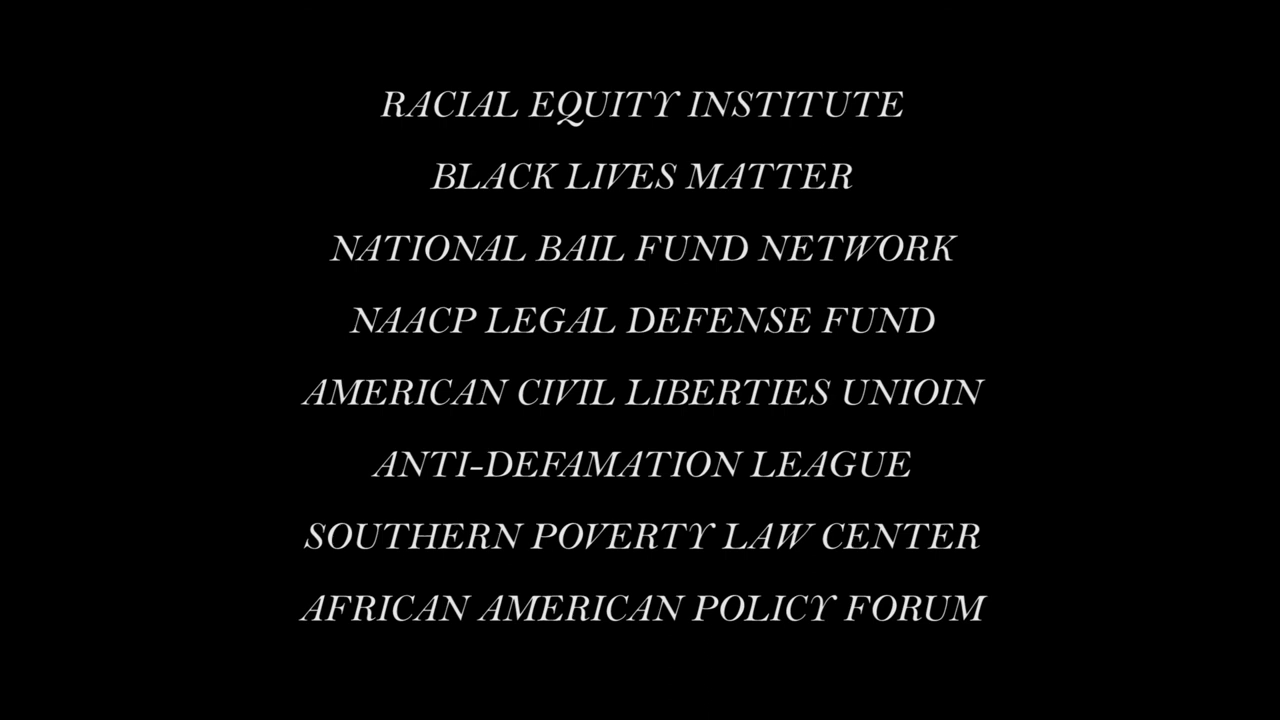 RACIAL EQUITY INSTITUTE
BLACK LIVES MATTER
NATIONAL BAIL FUND NETWORK
NAACP LEGAL DEFENSE FUND
AMERICAN CIVIL LIBERTIES UNIOIN
ANTI-DEFAMATION LEAGUE
SOUTHERN POVERTY LAW CENTER
AFRICAN AMERICAN POLICY FORUM